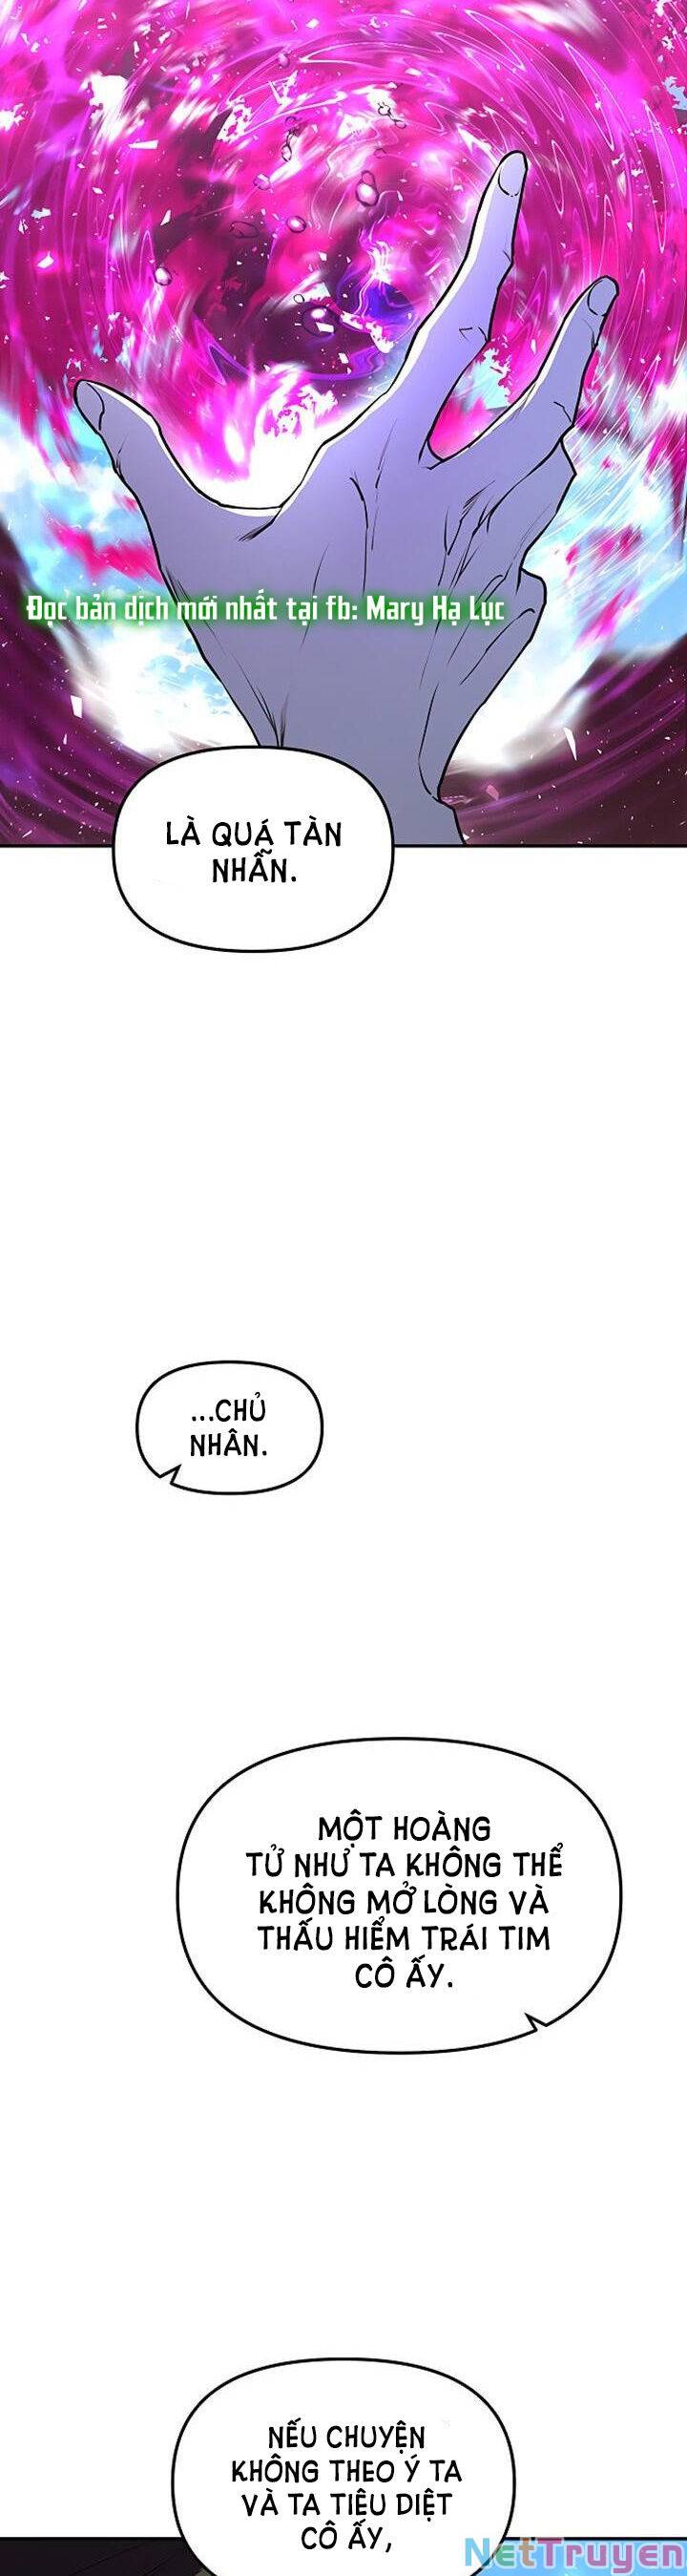 Đọc bản dịch mới nhất tại fb: Mary Hạ Lục
LÀ QUÁ TÀN
NHẪN.
...CHỦ
NHÂN.
MỘT HOÀNG
TỬ NHƯ TA KHÔNG THỂ
KHÔNG MỞ LÒNG VÀ
THẤU HIỂM TRÁI TIM
CÔ ẤY.
NẾU CHUYỆN
KHÔNG THEO Ý TA
VÀ TA TIÊU DIỆT
CÔ ẤY,
NetTruyen